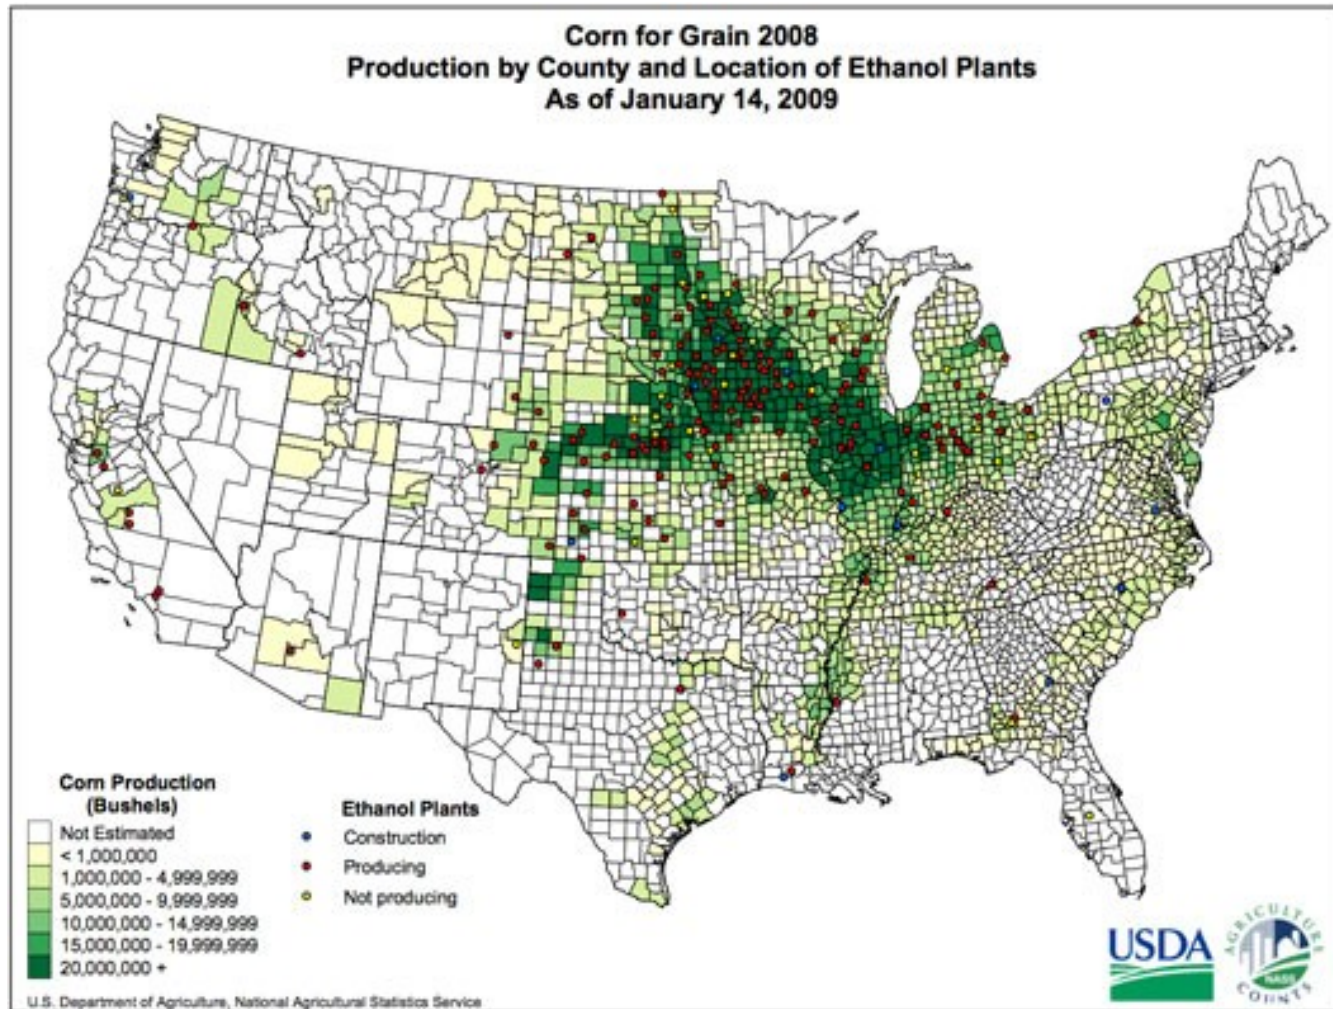 Corn for Grain 2008
Production by County and Location of Ethanol Plants
As of January 14, 2009
Corn Production
(Bushels)
Not Estimated
< 1,000,000
1,000,000 - 4,999,999
5,000,000 - 9,999,999
10,000,000 - 14,999,999
15,000,000 - 19,999,999
20,000,000 +
Ethanol Plants
Construction
Producing
Not producing
USDA
AGRICULTURE
NASS
COUNTS
U.S. Department of Agriculture, National Agricultural Statistics Service